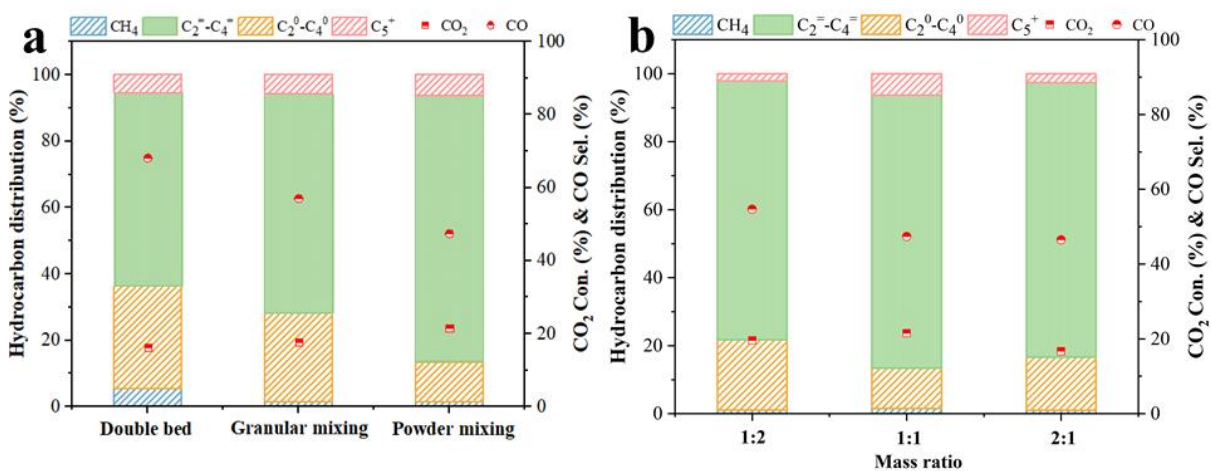 a
CH₄ C₂⁼-C₄⁼ C₂⁰-C₄⁰ C₅⁺ CO₂ CO
Hydrocarbon distribution (%)
100
80
60
40
20
0
100
80
60
40
20
0
CO₂ Con. (%) & CO Sel. (%)
Double bed Granular mixing Powder mixing
b
CH₄ C₂⁼-C₄⁼ C₂⁰-C₄⁰ C₅⁺ CO₂ CO
Hydrocarbon distribution (%)
100
80
60
40
20
0
100
80
60
40
20
0
CO₂ Con. (%) & CO Sel. (%)
1:2 1:1 2:1
Mass ratio